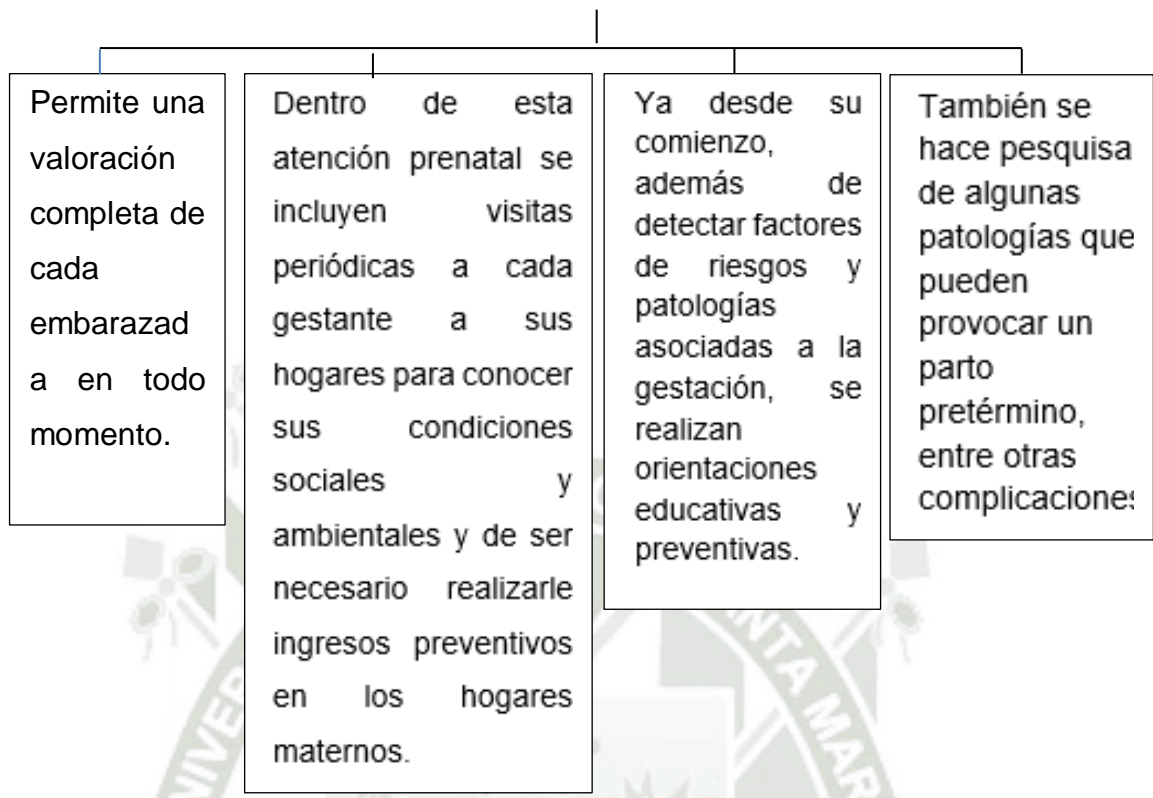 Permite una
valoración
completa de
cada
embarazad
a en todo
momento.
Dentro de esta
atención prenatal se
incluyen visitas
periódicas a cada
gestante a sus
hogares para conocer
sus condiciones
sociales y
ambientales y de ser
necesario realizarle
ingresos preventivos
en los hogares
maternos.
Ya desde su
comienzo,
además de
detectar factores
de riesgos y
patologías
asociadas a la
gestación, se
realizan
orientaciones
educativas y
preventivas.
También se
hace pesquisa
de algunas
patologías que
pueden
provocar un
parto
pretérmino,
entre otras
complicaciones